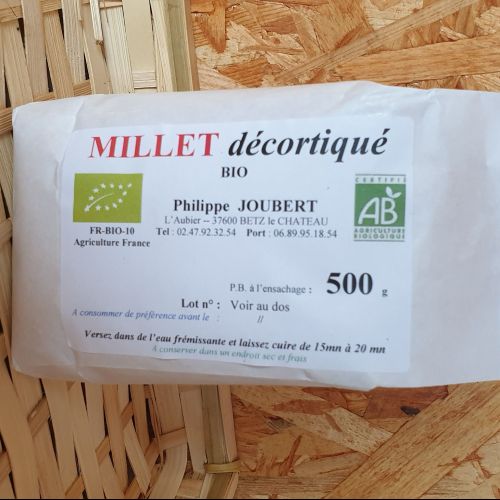 MILLET décortiqué
BIO
Philippe JOUBERT
L'Aubier -- 37600 BETZ le CHATEAU
Tel : 02.47.92.32.54 Port : 06.89.95.18.54
FR-BIO-10
Agriculture France
CERTIFIÉ
AB
AGRICULTURE
BIOLOGIQUE
P.B. à l'ensachage : 500 g
Lot n° : Voir au dos
A consommer de préférence avant le : //
Versez dans de l'eau frémissante et laissez cuire de 15mn à 20 mn
A conserver dans un endroit sec et frais